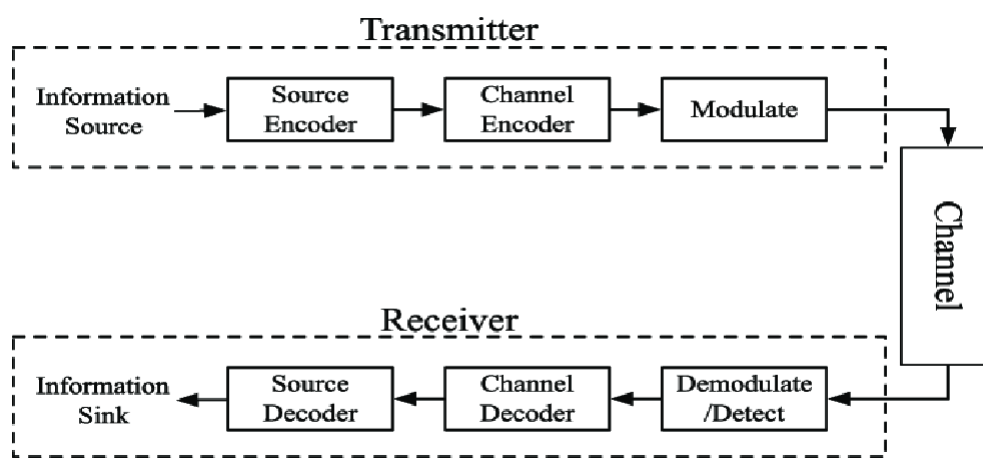 Transmitter
Information
Source
Source
Encoder
Channel
Encoder
Modulate
Channel
Receiver
Information
Sink
Source
Decoder
Channel
Decoder
Demodulate
/Detect